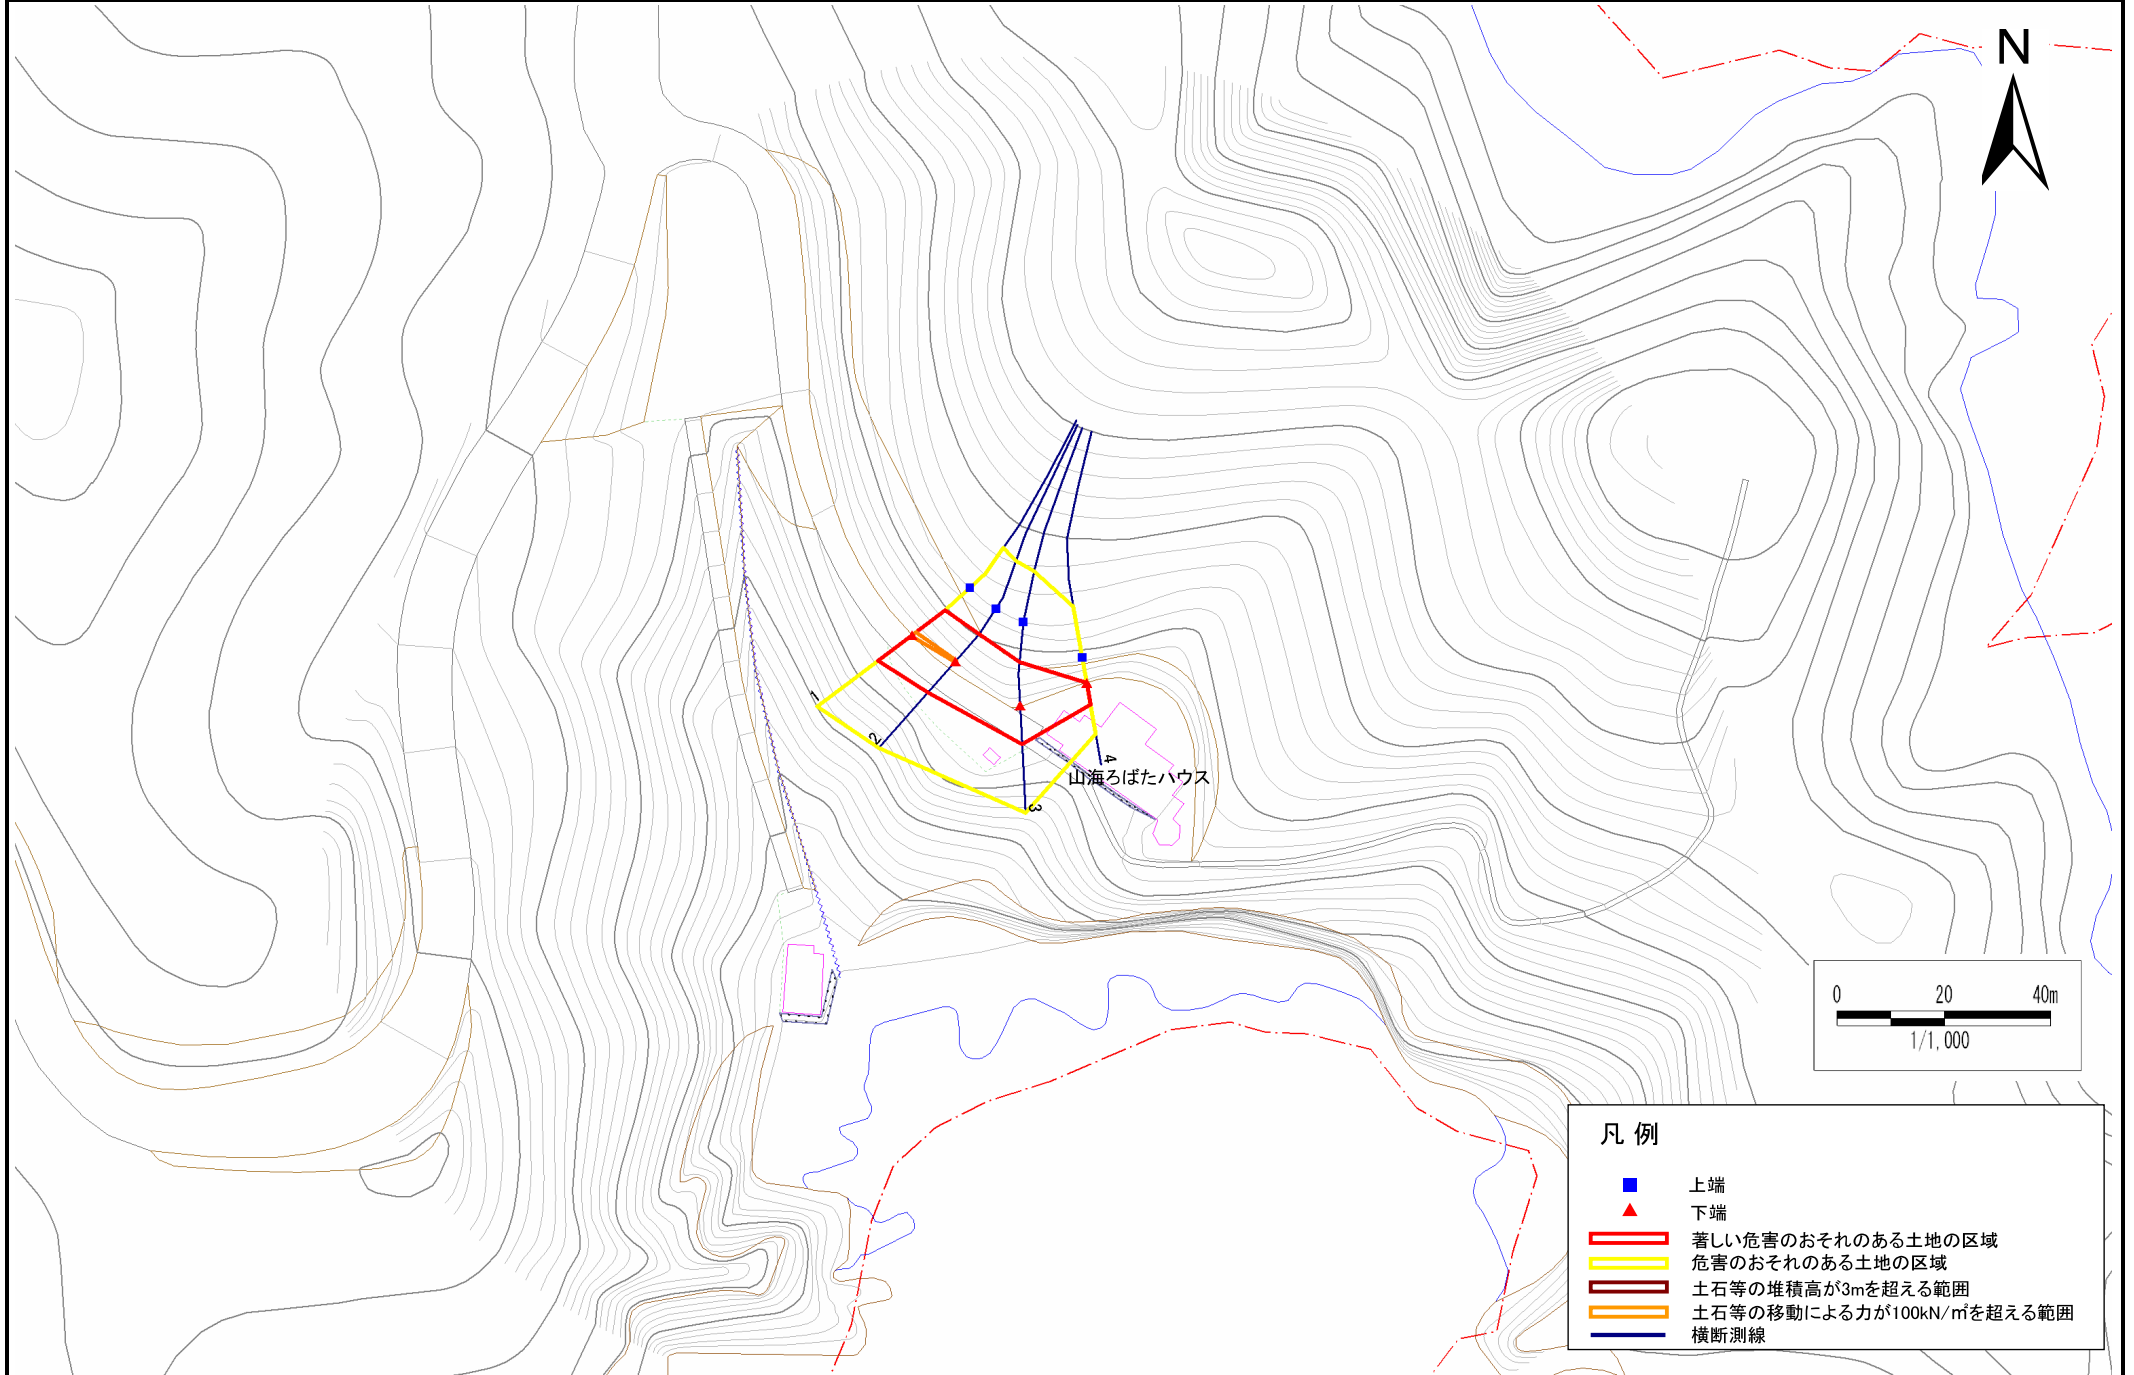 N
1
2
3
4
山海ろばたハウス
0 20 40m
1/1,000
凡 例
上端
下端
著しい危害のおそれのある土地の区域
危害のおそれのある土地の区域
土石等の堆積高が3mを超える範囲
土石等の移動による力が100kN/㎡を超える範囲
横断測線